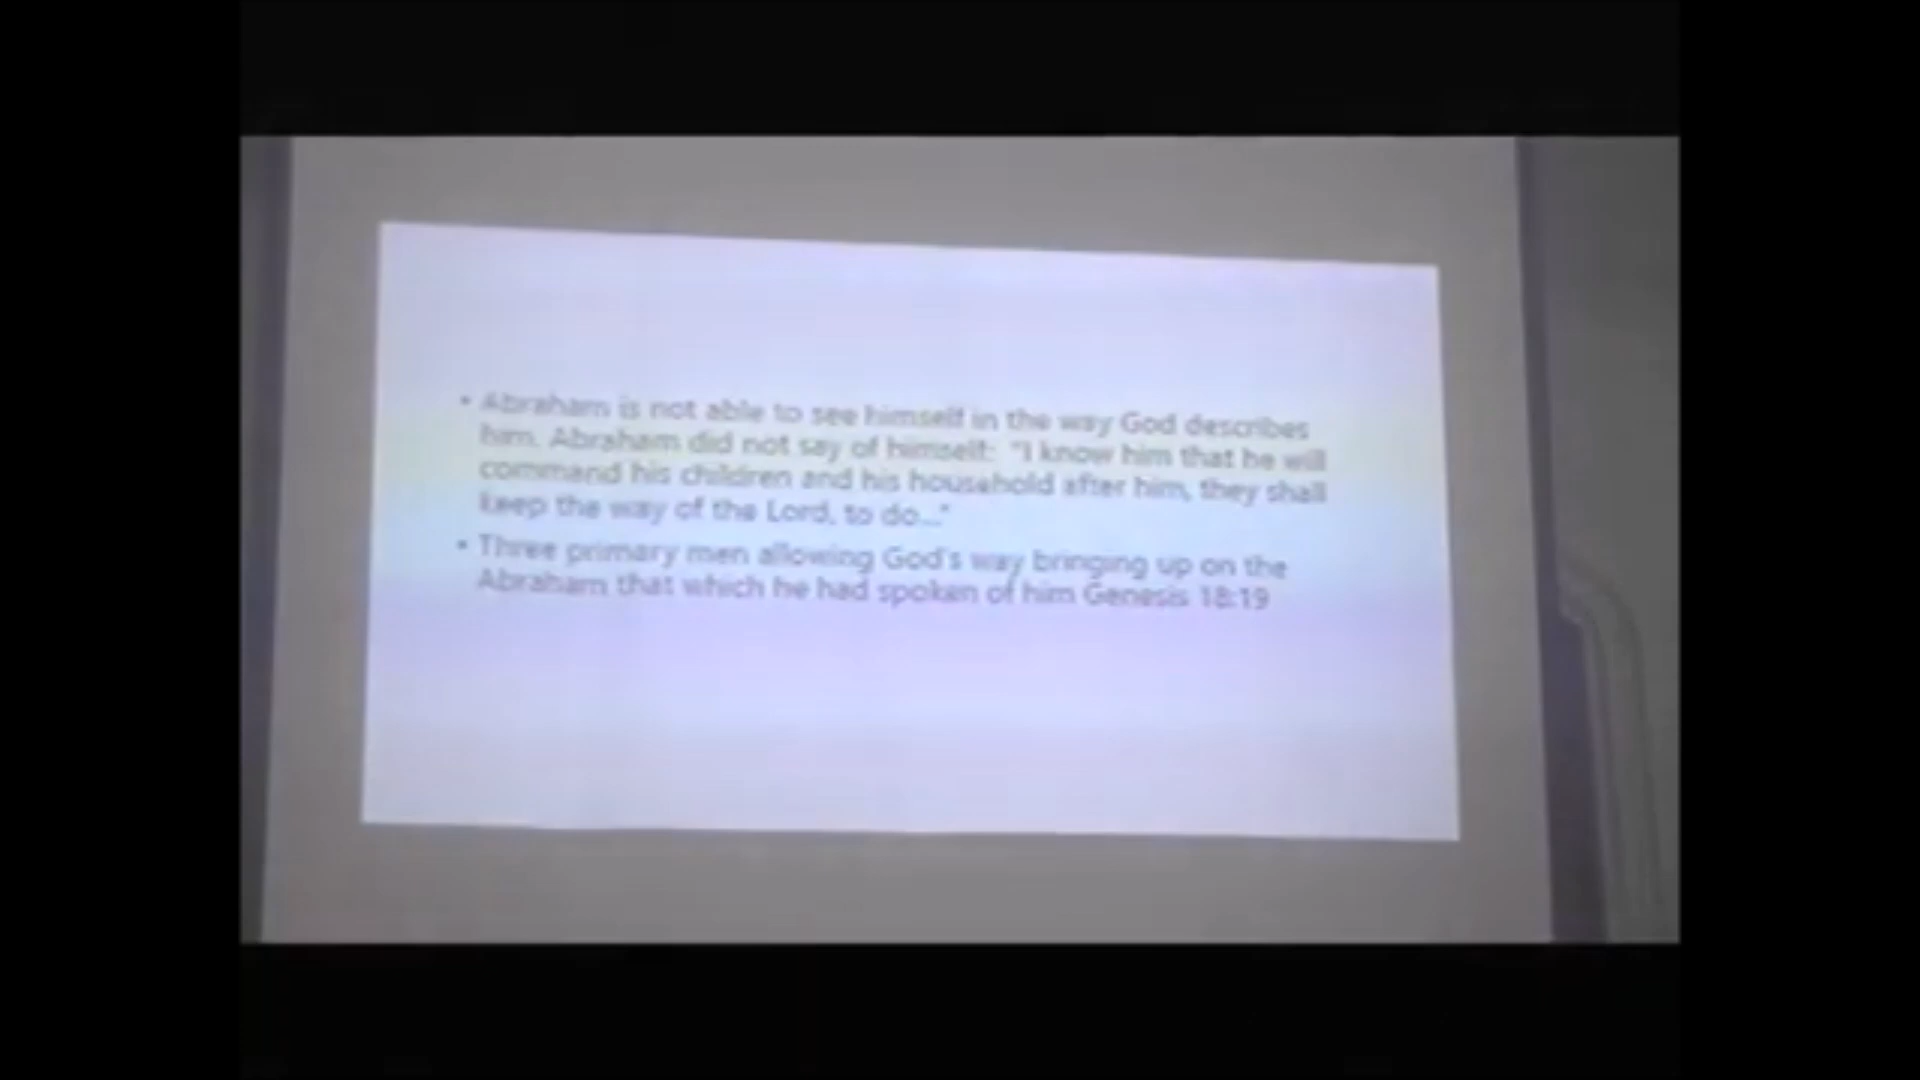 • Abraham is not able to see himself in the way God describes
him. Abraham did not say of himself: "I know him that he will
command his children and his household after him, they shall
keep the way of the Lord, to do..."
• Three primary men allowing God's way bringing up on the
Abraham that which he had spoken of him Genesis 18:19